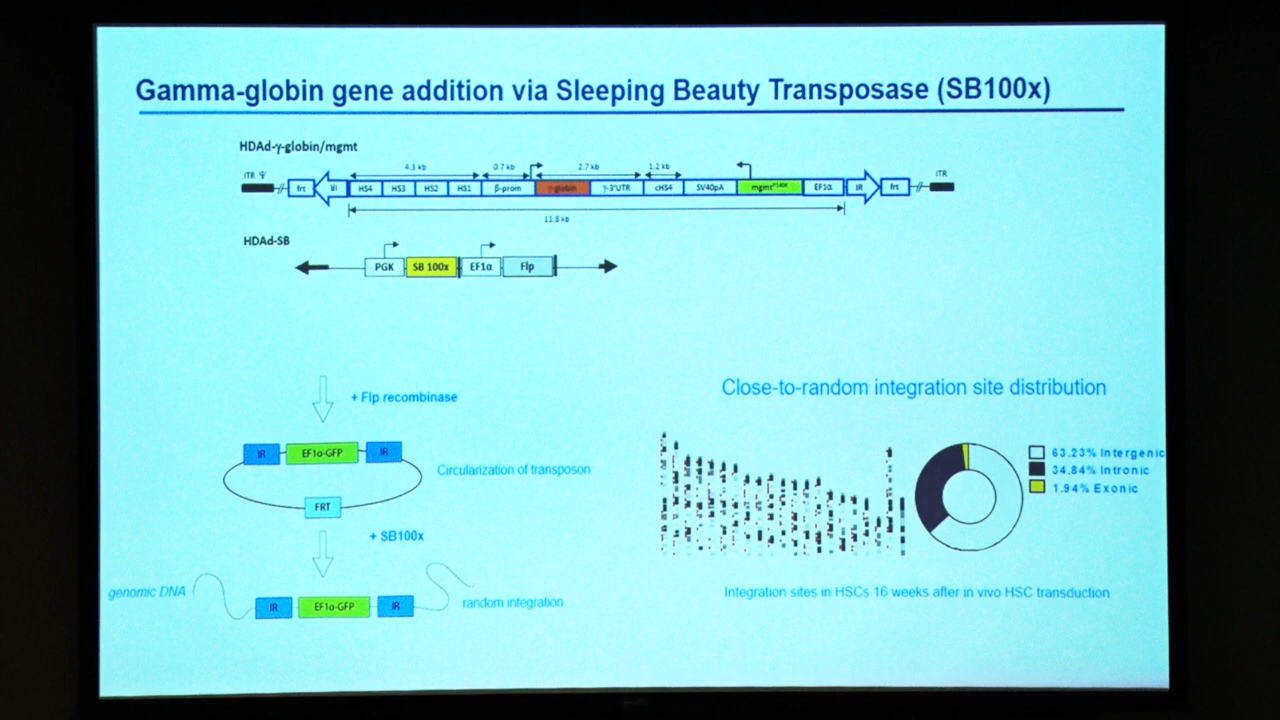 Gamma-globin gene addition via Sleeping Beauty Transposase (SB100x)
HDAd-γ-globin/mgmt
4.3 kb 0.7 kb 2.7 kb 1.2 kb
ITR Ψ ITR
frt IR HS4 HS3 HS2 HS1 β-prom γ-globin γ-3'UTR cHS4 SV40pA mgmtP140K EF1α IR frt
11.8 kb
HDAd-SB
PGK SB 100x EF1α Flp
+ Flp recombinase
IR EF1α-GFP IR
Circularization of transposon
FRT
+ SB100x
genomic DNA
IR EF1α-GFP IR
random integration
Close-to-random integration site distribution
63.23% Intergenic
34.84% Intronic
1.94% Exonic
Integration sites in HSCs 16 weeks after in vivo HSC transduction